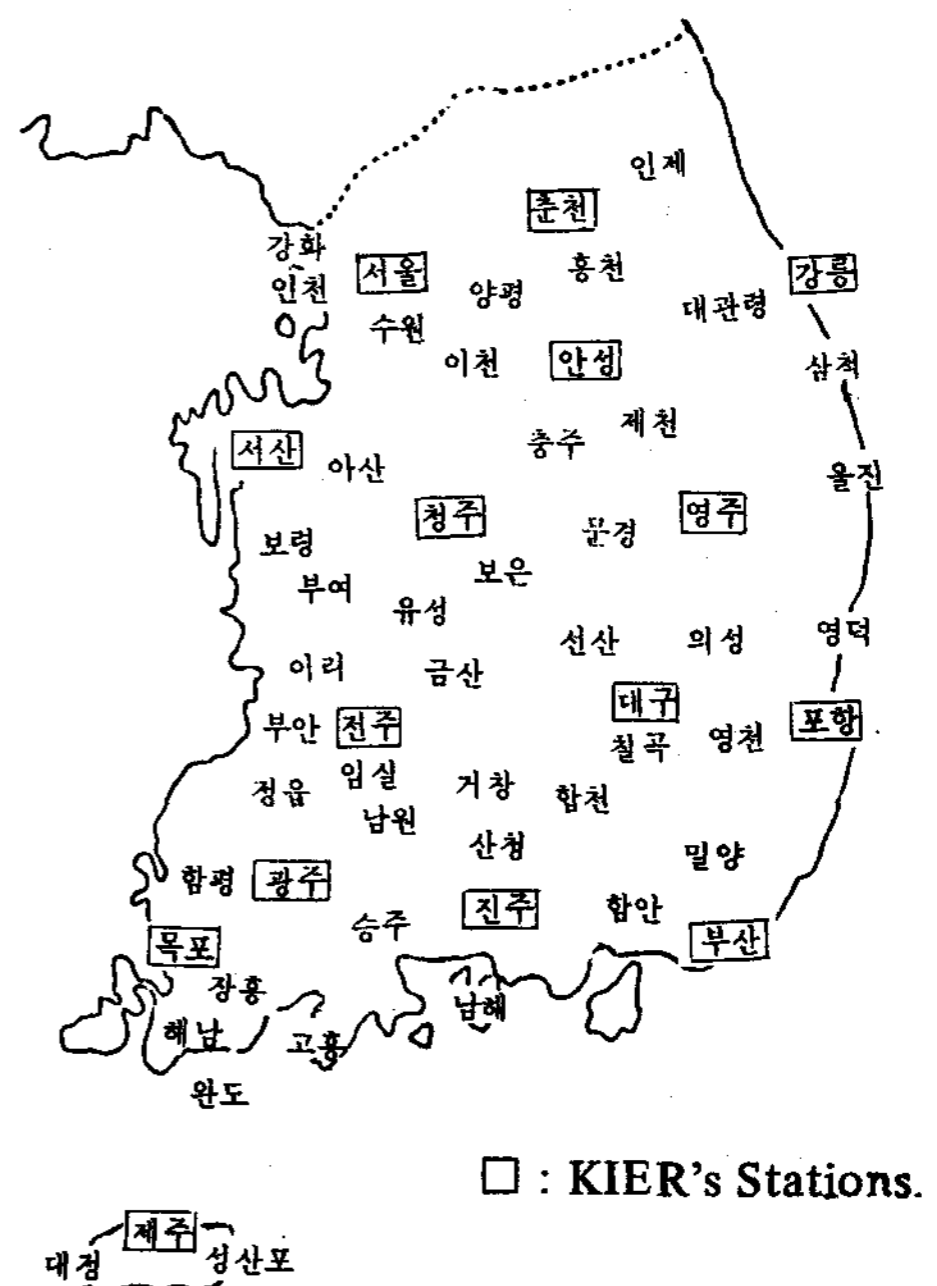 인제
춘천
강화
서울
홍천
강릉
인천
양평
대관령
수원
이천
안성
삼척
제천
충주
서산
아산
울진
청주
영주
문경
보령
보은
부여
유성
영덕
선산
의성
이리
금산
대구
포항
부안
전주
칠곡
영천
임실
정읍
거창
합천
남원
산청
밀양
함평
광주
진주
함안
승주
부산
목포
장흥
남해
해남
고흥
완도
□ : KIER's Stations.
제주
대정
성산포